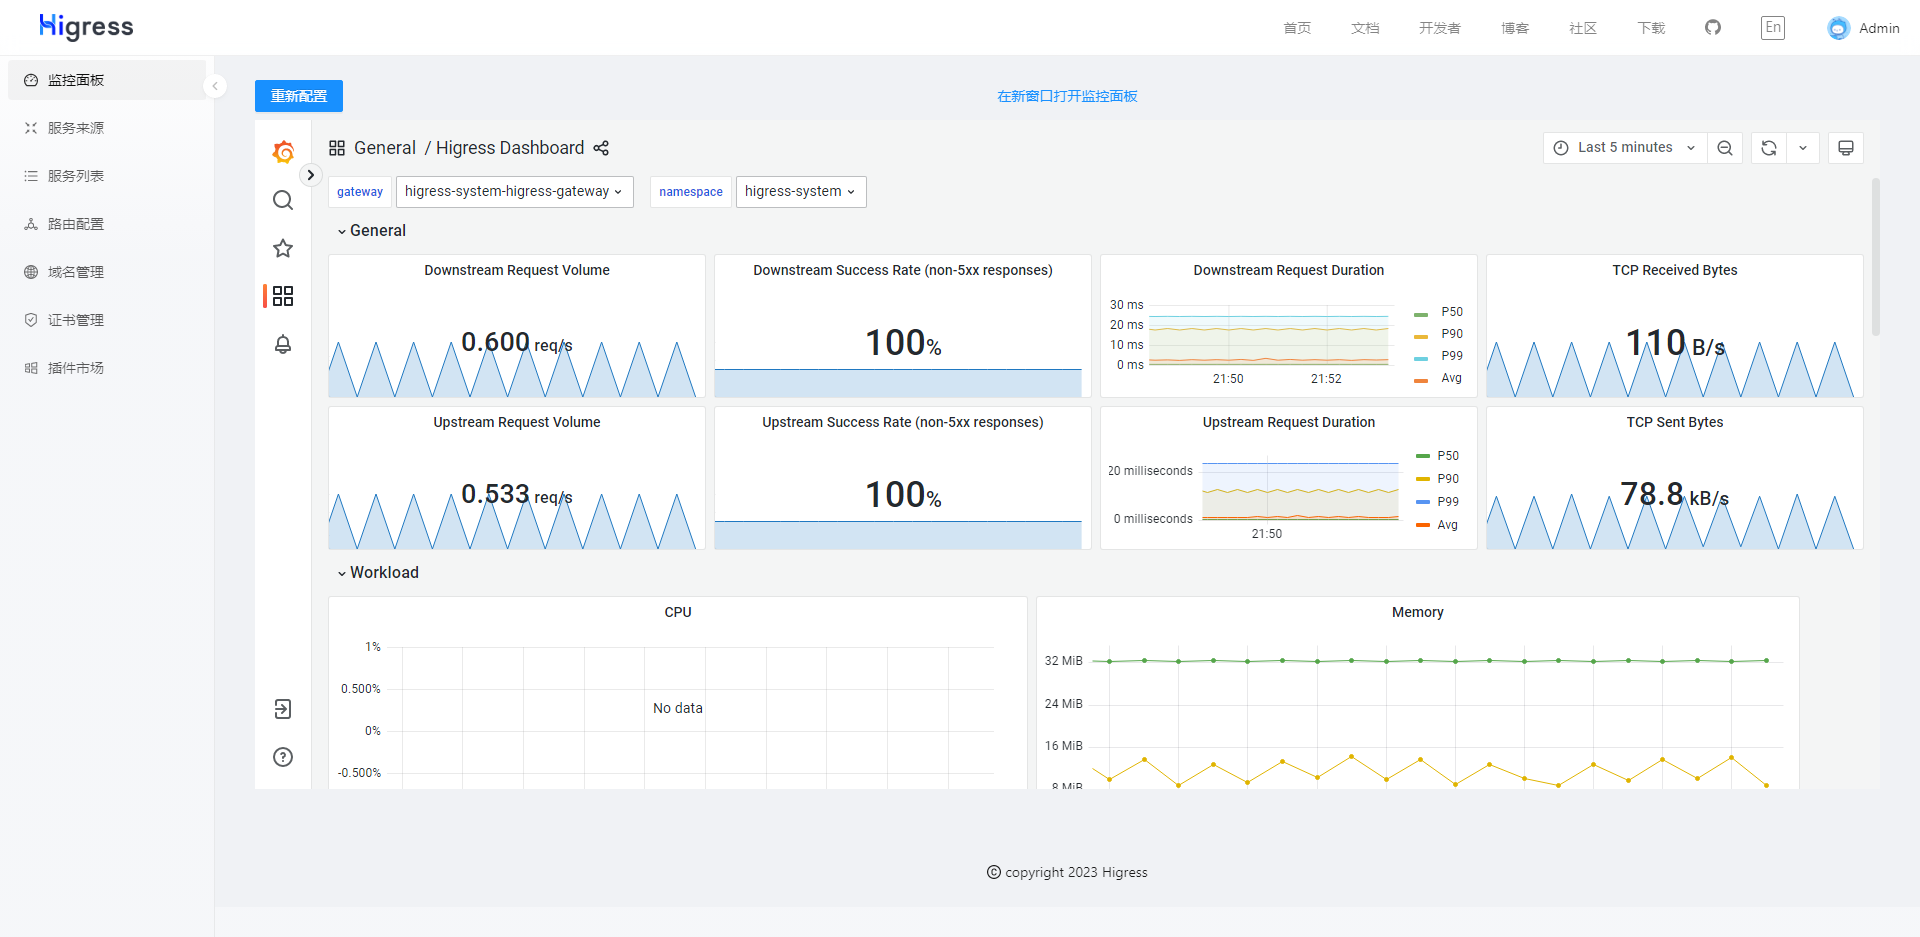 Higress
首页
文档
开发者
博客
社区
下载
En
Admin
监控面板
服务来源
服务列表
路由配置
域名管理
证书管理
插件市场
重新配置
在新窗口打开监控面板
General / Higress Dashboard
Last 5 minutes
gateway
higress-system-higress-gateway
namespace
higress-system
General
Downstream Request Volume
0.600 req/s
Downstream Success Rate (non-5xx responses)
100%
Downstream Request Duration
30 ms
20 ms
10 ms
0 ms
21:50
21:52
P50
P90
P99
Avg
TCP Received Bytes
110 B/s
Upstream Request Volume
0.533 req/s
Upstream Success Rate (non-5xx responses)
100%
Upstream Request Duration
20 milliseconds
0 milliseconds
21:50
P50
P90
P99
Avg
TCP Sent Bytes
78.8 kB/s
Workload
CPU
1%
0.500%
0%
-0.500%
No data
Memory
32 MiB
24 MiB
16 MiB
8 MiB
© copyright 2023 Higress